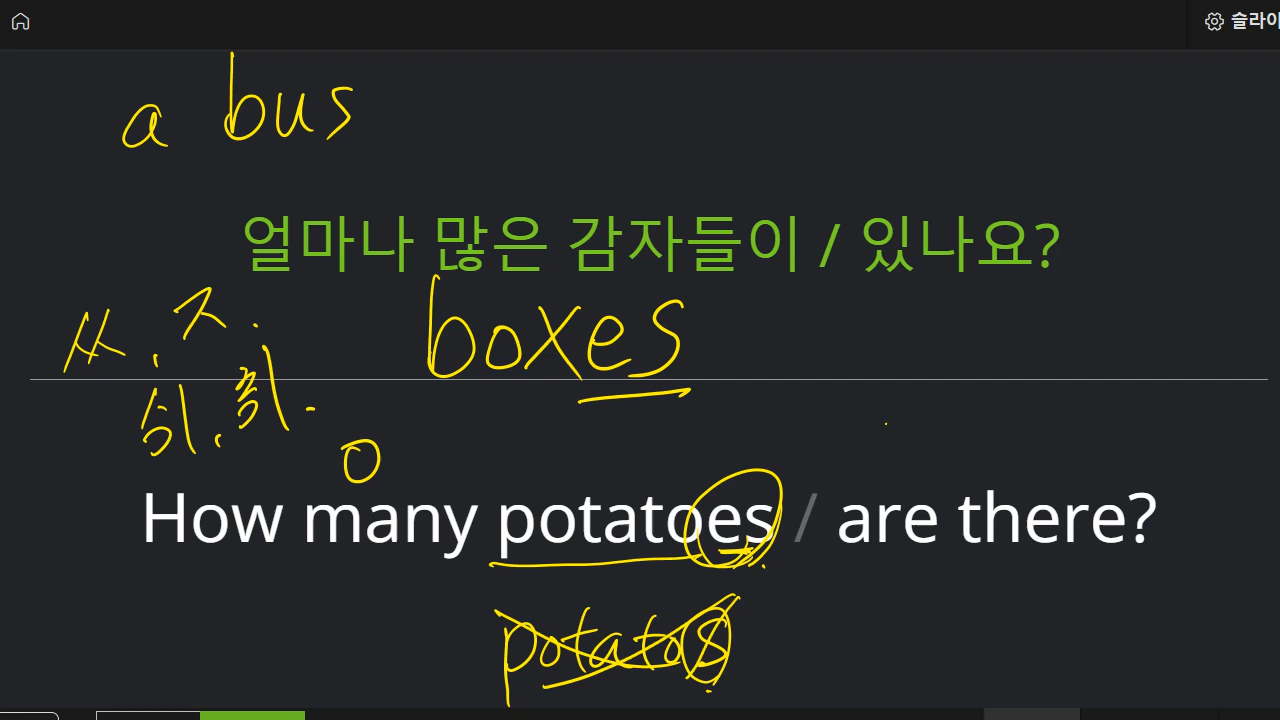 슬라이
a bus
얼마나 많은 감자들이 / 있나요?
ㅆ, ㅈ.
boxes
쉬, 취.
o
How many potatoes / are there?
potatos